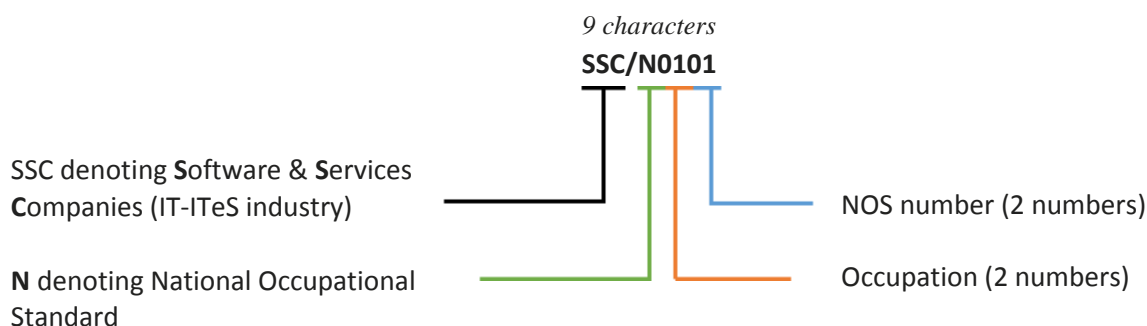 9 characters
SSC/N0101
SSC denoting Software & Services
Companies (IT-ITeS industry)
NOS number (2 numbers)
N denoting National Occupational
Standard
Occupation (2 numbers)